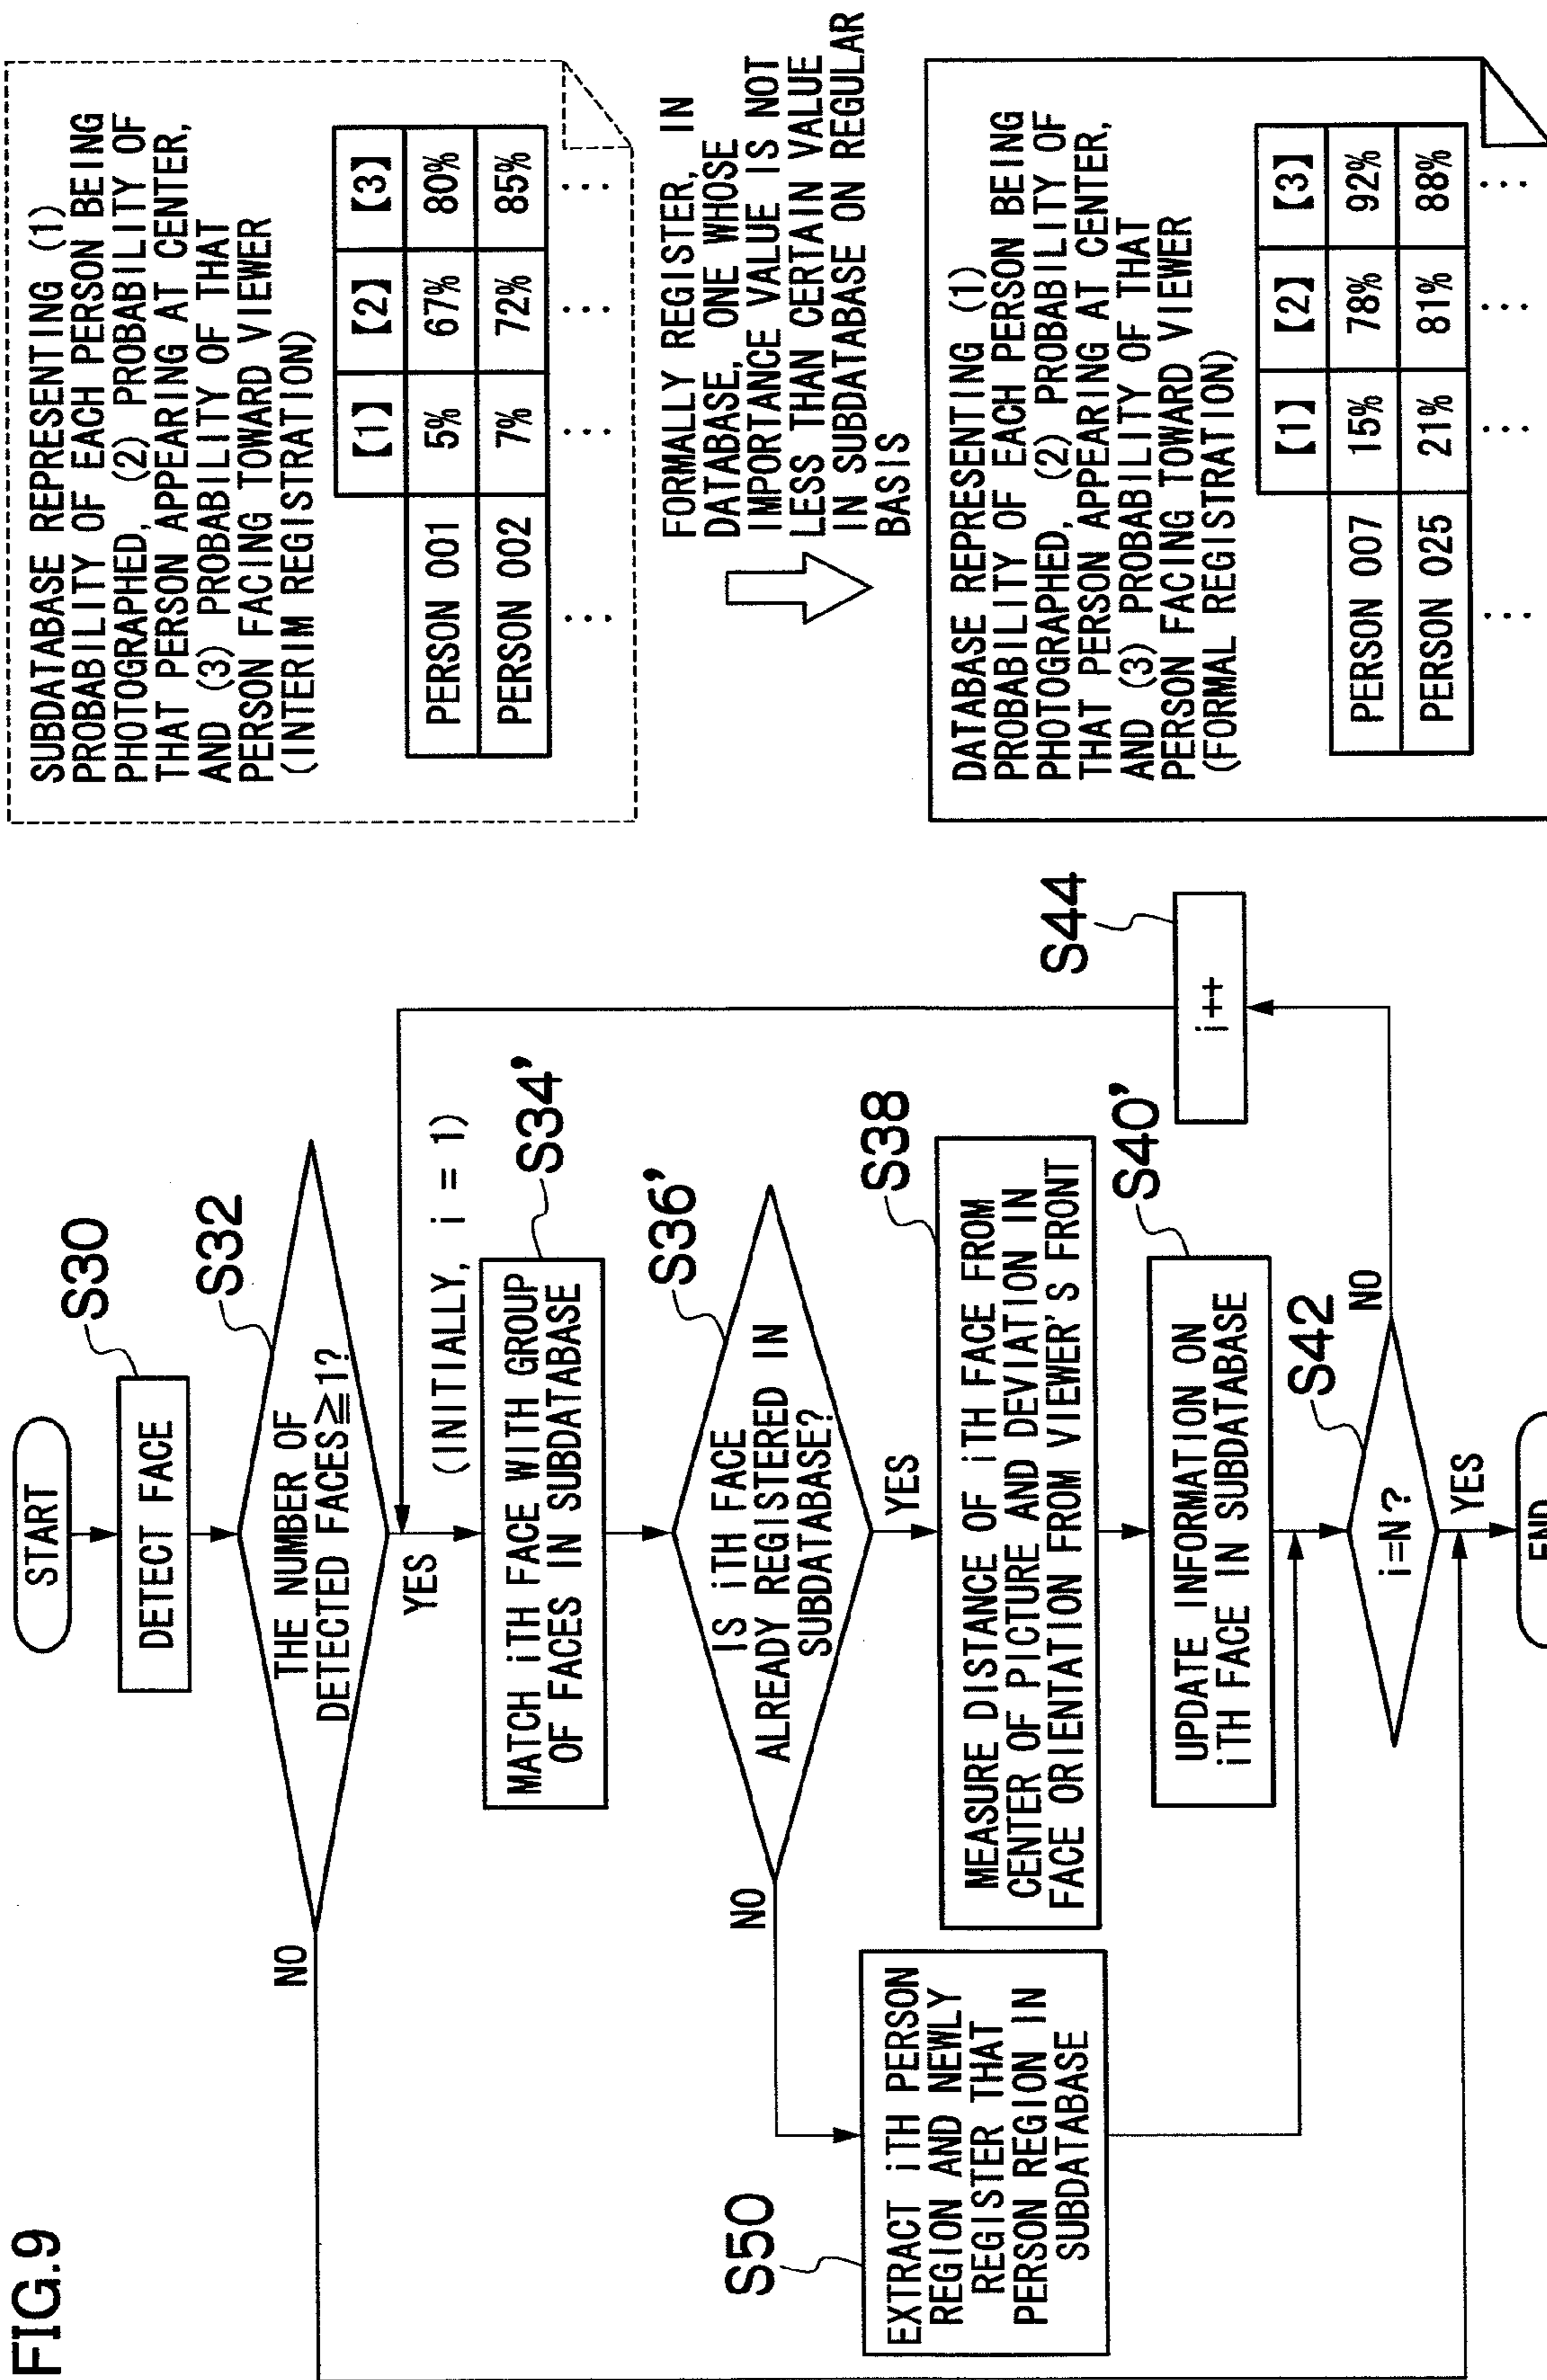 FIG.9
START
S30
DETECT FACE
S32
THE NUMBER OF
DETECTED FACES≧1?
NO
YES
(INITIALLY, i = 1)
S34'
MATCH iTH FACE WITH GROUP
OF FACES IN SUBDATABASE
S36'
IS iTH FACE
ALREADY REGISTERED IN
SUBDATABASE?
NO
YES
S50
EXTRACT iTH PERSON
REGION AND NEWLY
REGISTER THAT
PERSON REGION IN
SUBDATABASE
S38
MEASURE DISTANCE OF iTH FACE FROM
CENTER OF PICTURE AND DEVIATION IN
FACE ORIENTATION FROM VIEWER'S FRONT
S40'
UPDATE INFORMATION ON
iTH FACE IN SUBDATABASE
S42
i=N?
NO
YES
S44
i++
END
SUBDATABASE REPRESENTING (1)
PROBABILITY OF EACH PERSON BEING
PHOTOGRAPHED, (2) PROBABILITY OF
THAT PERSON APPEARING AT CENTER,
AND (3) PROBABILITY OF THAT
PERSON FACING TOWARD VIEWER
(INTERIM REGISTRATION)
【1】 【2】 【3】
PERSON 001 5% 67% 80%
PERSON 002 7% 72% 85%
... ... ... ...
FORMALLY REGISTER, IN
DATABASE, ONE WHOSE
IMPORTANCE VALUE IS NOT
LESS THAN CERTAIN VALUE
IN SUBDATABASE ON REGULAR
BASIS
DATABASE REPRESENTING (1)
PROBABILITY OF EACH PERSON BEING
PHOTOGRAPHED, (2) PROBABILITY OF
THAT PERSON APPEARING AT CENTER,
AND (3) PROBABILITY OF THAT
PERSON FACING TOWARD VIEWER
(FORMAL REGISTRATION)
【1】 【2】 【3】
PERSON 007 15% 78% 92%
PERSON 025 21% 81% 88%
... ... ... ...